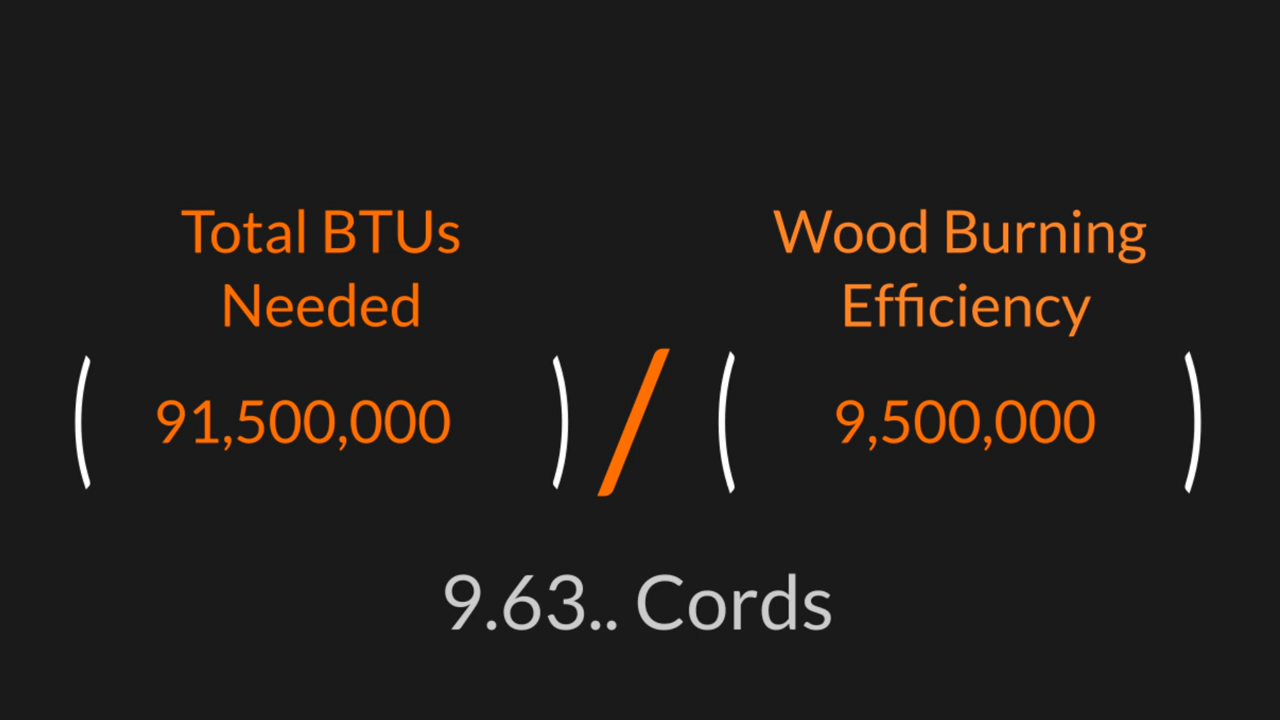 Total BTUs
Needed
Wood Burning
Efficiency
( 91,500,000 ) / ( 9,500,000 )
9.63.. Cords